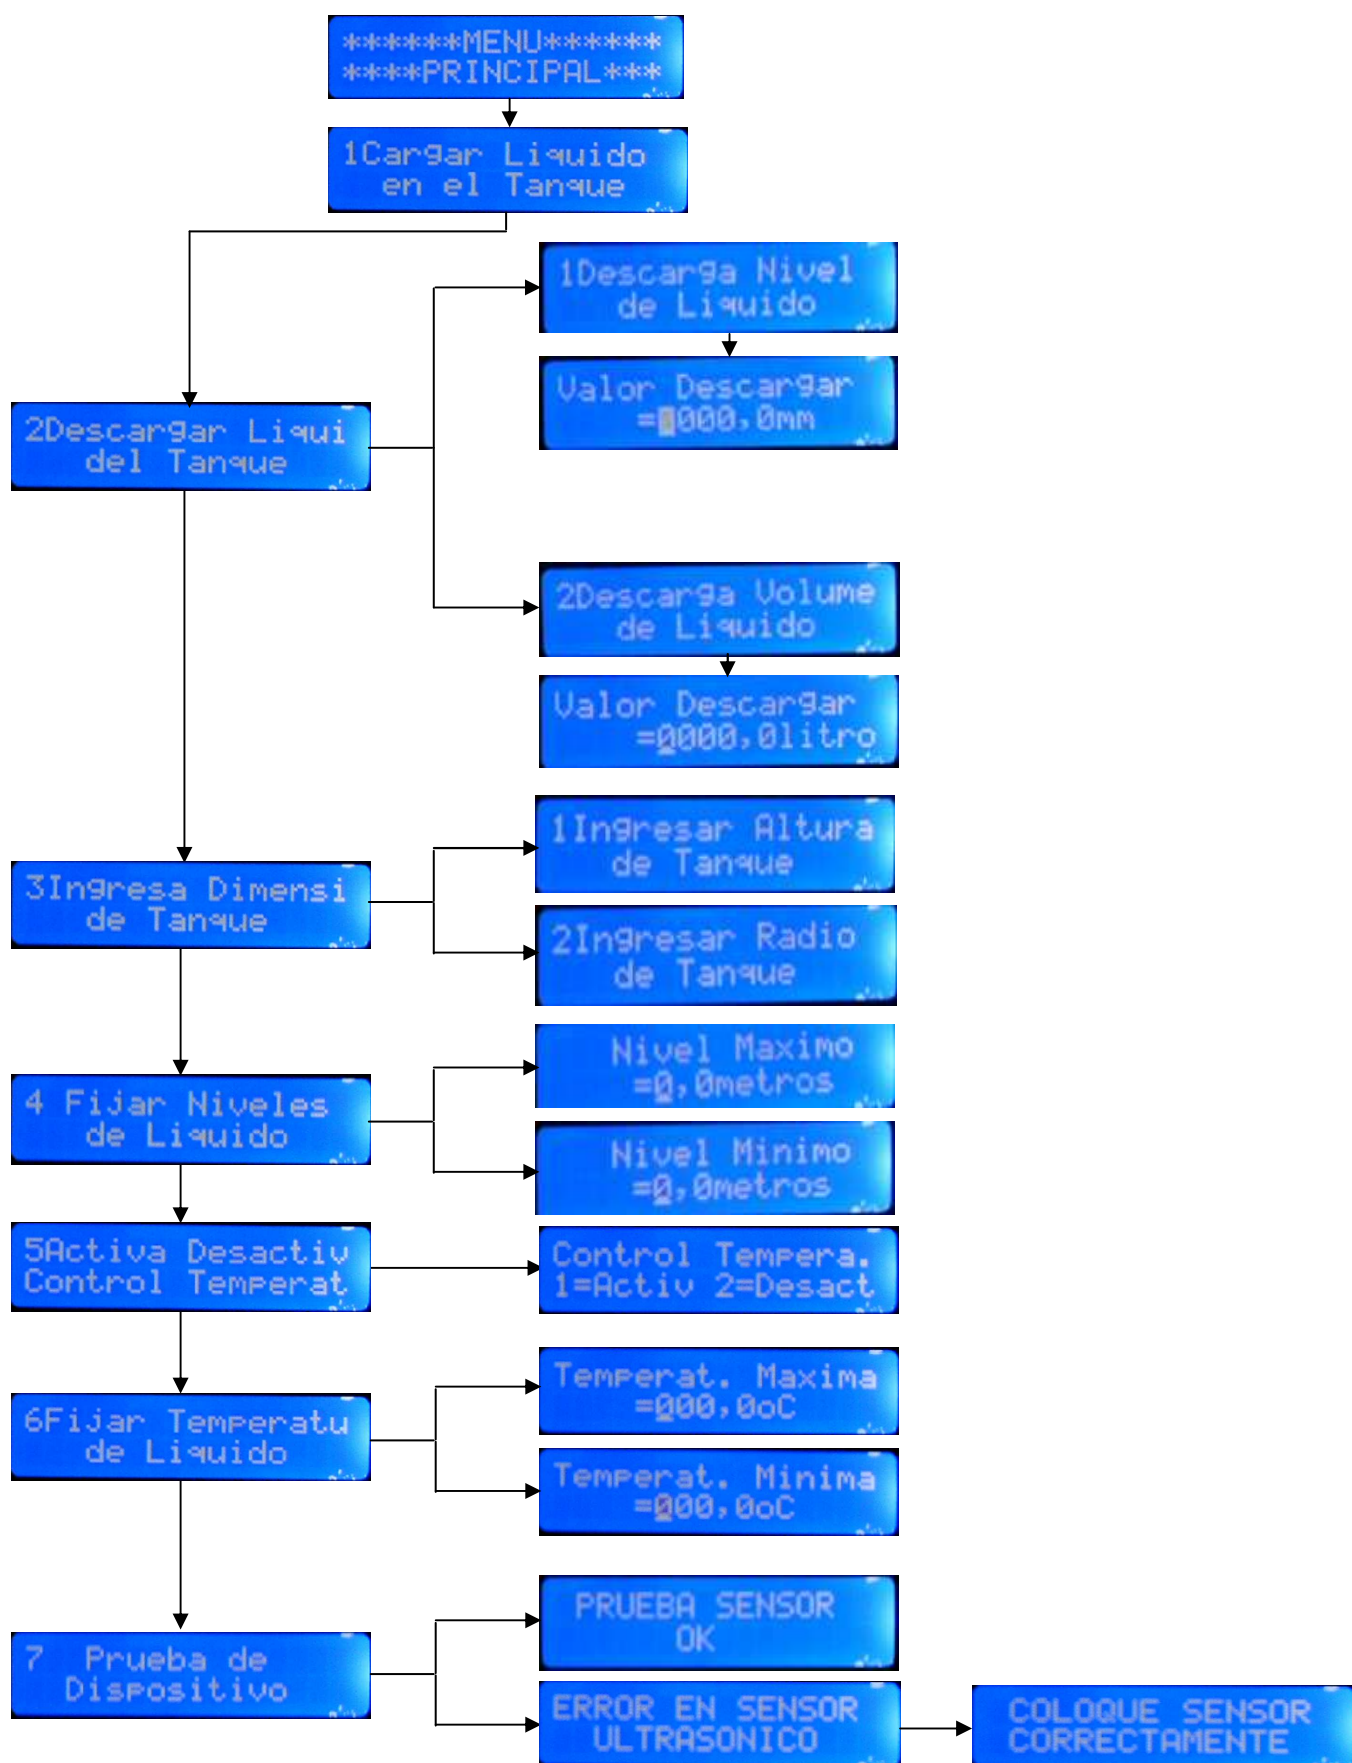 ******MENU******
****PRINCIPAL***
1Cargar Liquido
en el Tanque
1Descarga Nivel
de Liquido
Valor Descargar
=0000,0mm
2Descargar Liqui
del Tanque
2Descarga Volume
de Liquido
Valor Descargar
=0000,0litro
1Ingresar Altura
de Tanque
3Ingresa Dimensi
de Tanque
2Ingresar Radio
de Tanque
Nivel Maximo
=0,0metros
4 Fijar Niveles
de Liquido
Nivel Minimo
=0,0metros
5Activa Desactiv
Control Temperat
Control Tempera.
1=Activ 2=Desact
Temperat. Maxima
=000,0oC
6Fijar Temperatu
de Liquido
Temperat. Minima
=000,0oC
PRUEBA SENSOR
OK
7 Prueba de
Dispositivo
ERROR EN SENSOR
ULTRASONICO
COLOQUE SENSOR
CORRECTAMENTE